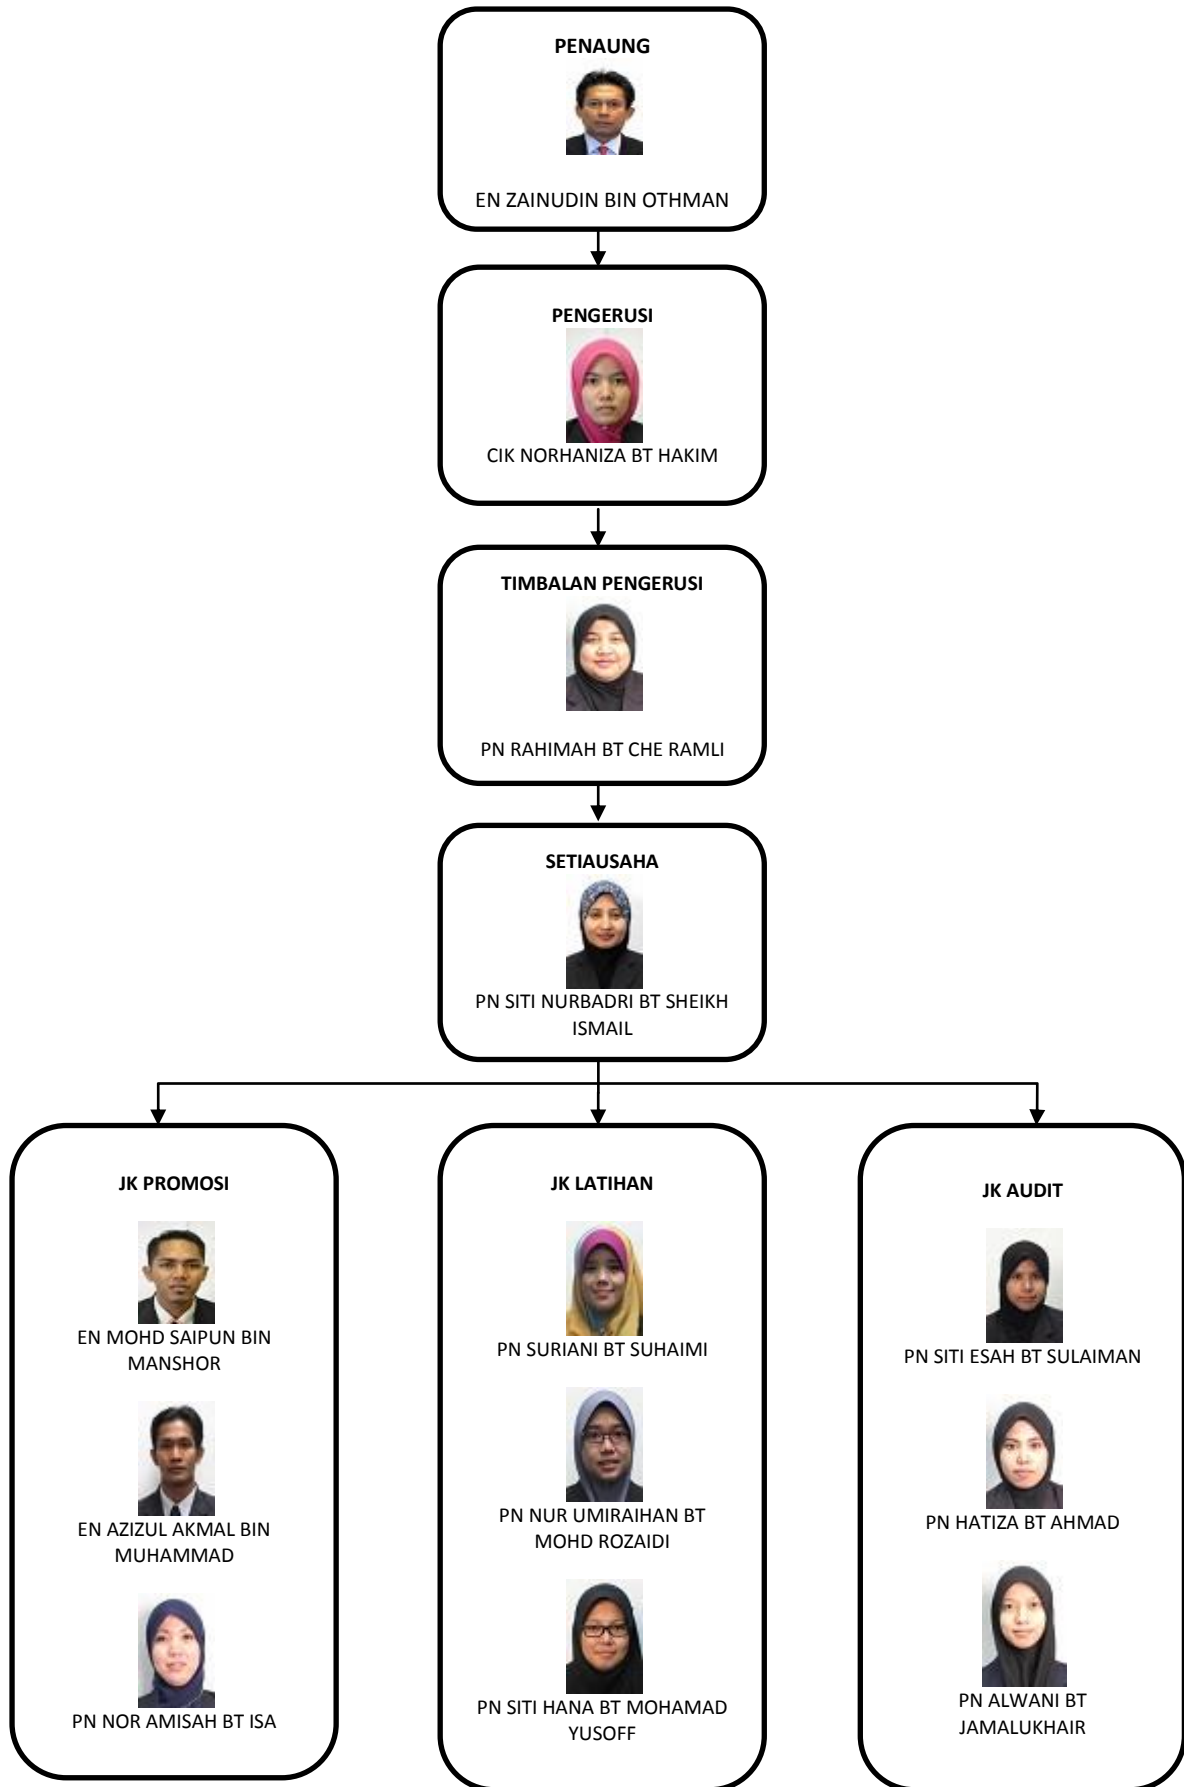 PENAUNG
EN ZAINUDIN BIN OTHMAN
PENGERUSI
CIK NORHANIZA BT HAKIM
TIMBALAN PENGERUSI
PN RAHIMAH BT CHE RAMLI
SETIAUSAHA
PN SITI NURBADRI BT SHEIKH
ISMAIL
JK PROMOSI
EN MOHD SAIPUN BIN
MANSHOR
EN AZIZUL AKMAL BIN
MUHAMMAD
PN NOR AMISAH BT ISA
JK LATIHAN
PN SURIANI BT SUHAIMI
PN NUR UMIRAIHAN BT
MOHD ROZAIDI
PN SITI HANA BT MOHAMAD
YUSOFF
JK AUDIT
PN SITI ESAH BT SULAIMAN
PN HATIZA BT AHMAD
PN ALWANI BT
JAMALUKHAIR